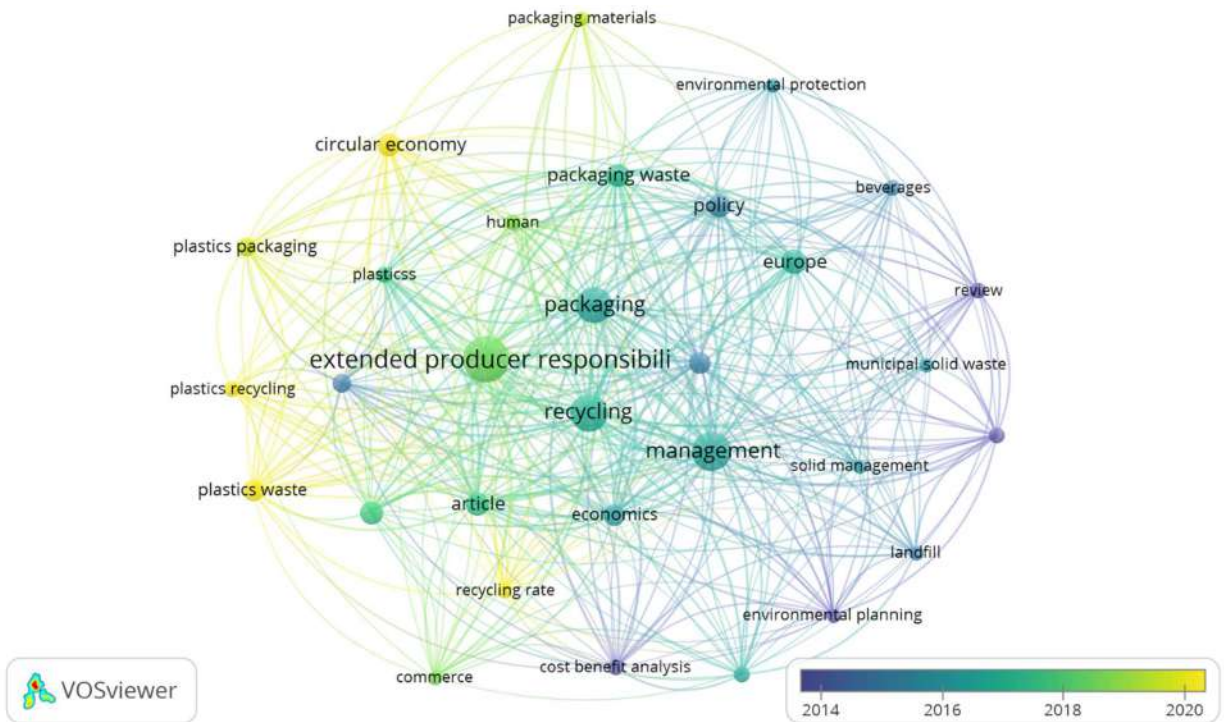 packaging materials
environmental protection
circular economy
packaging waste
beverages
policy
human
plastics packaging
europe
plasticss
review
packaging
extended producer responsibili
municipal solid waste
plastics recycling
recycling
management
solid management
plastics waste
article
economics
landfill
recycling rate
environmental planning
cost benefit analysis
commerce
VOSviewer
2014 2016 2018 2020